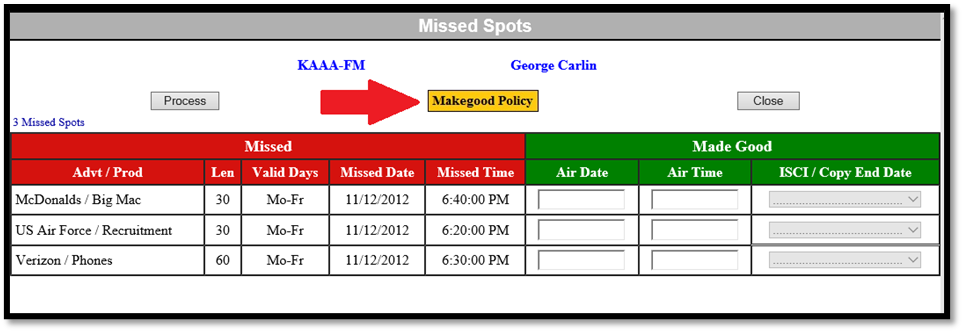 Missed Spots
KAAA-FM George Carlin
Process Makegood Policy Close
3 Missed Spots
Missed Made Good
Advt / Prod Len Valid Days Missed Date Missed Time Air Date Air Time ISCI / Copy End Date
McDonalds / Big Mac 30 Mo-Fr 11/12/2012 6:40:00 PM
US Air Force / Recruitment 30 Mo-Fr 11/12/2012 6:20:00 PM
Verizon / Phones 60 Mo-Fr 11/12/2012 6:30:00 PM